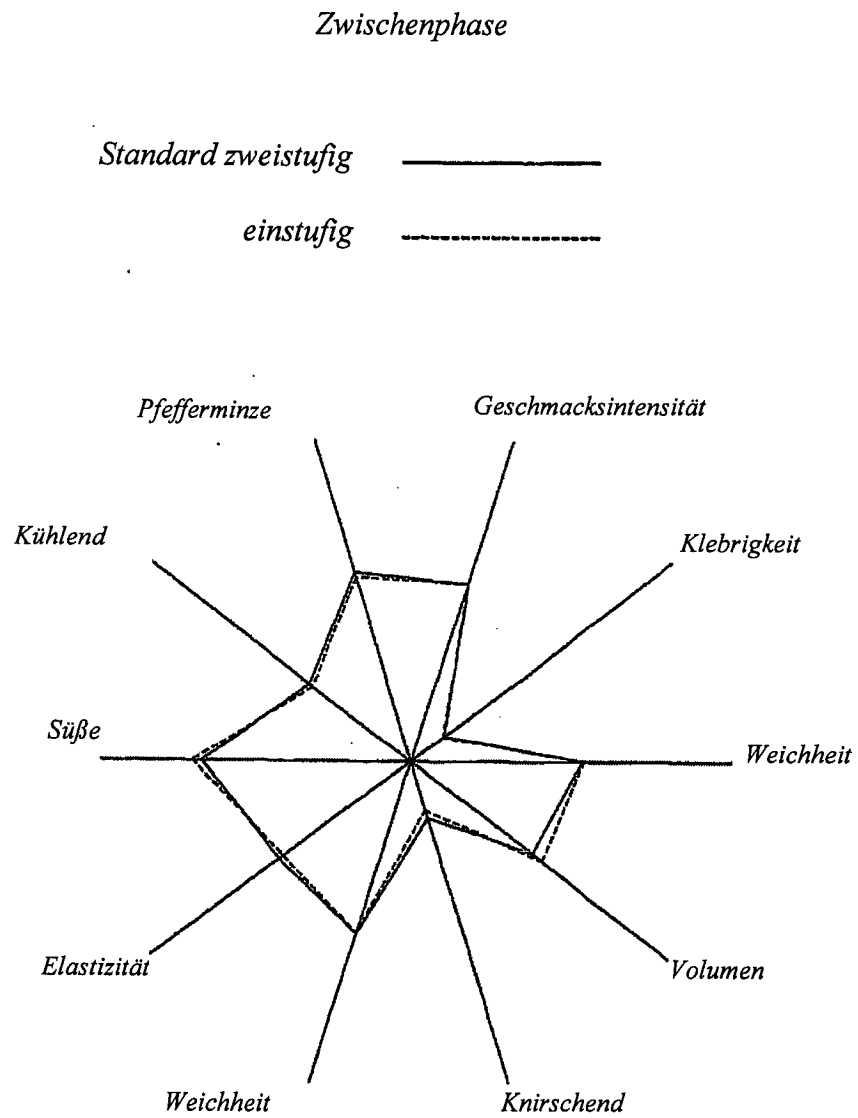 Zwischenphase
Standard zweistufig
einstufig
Pfefferminze
Geschmacksintensität
Kühlend
Klebrigkeit
Süße
Weichheit
Elastizität
Volumen
Weichheit
Knirschend